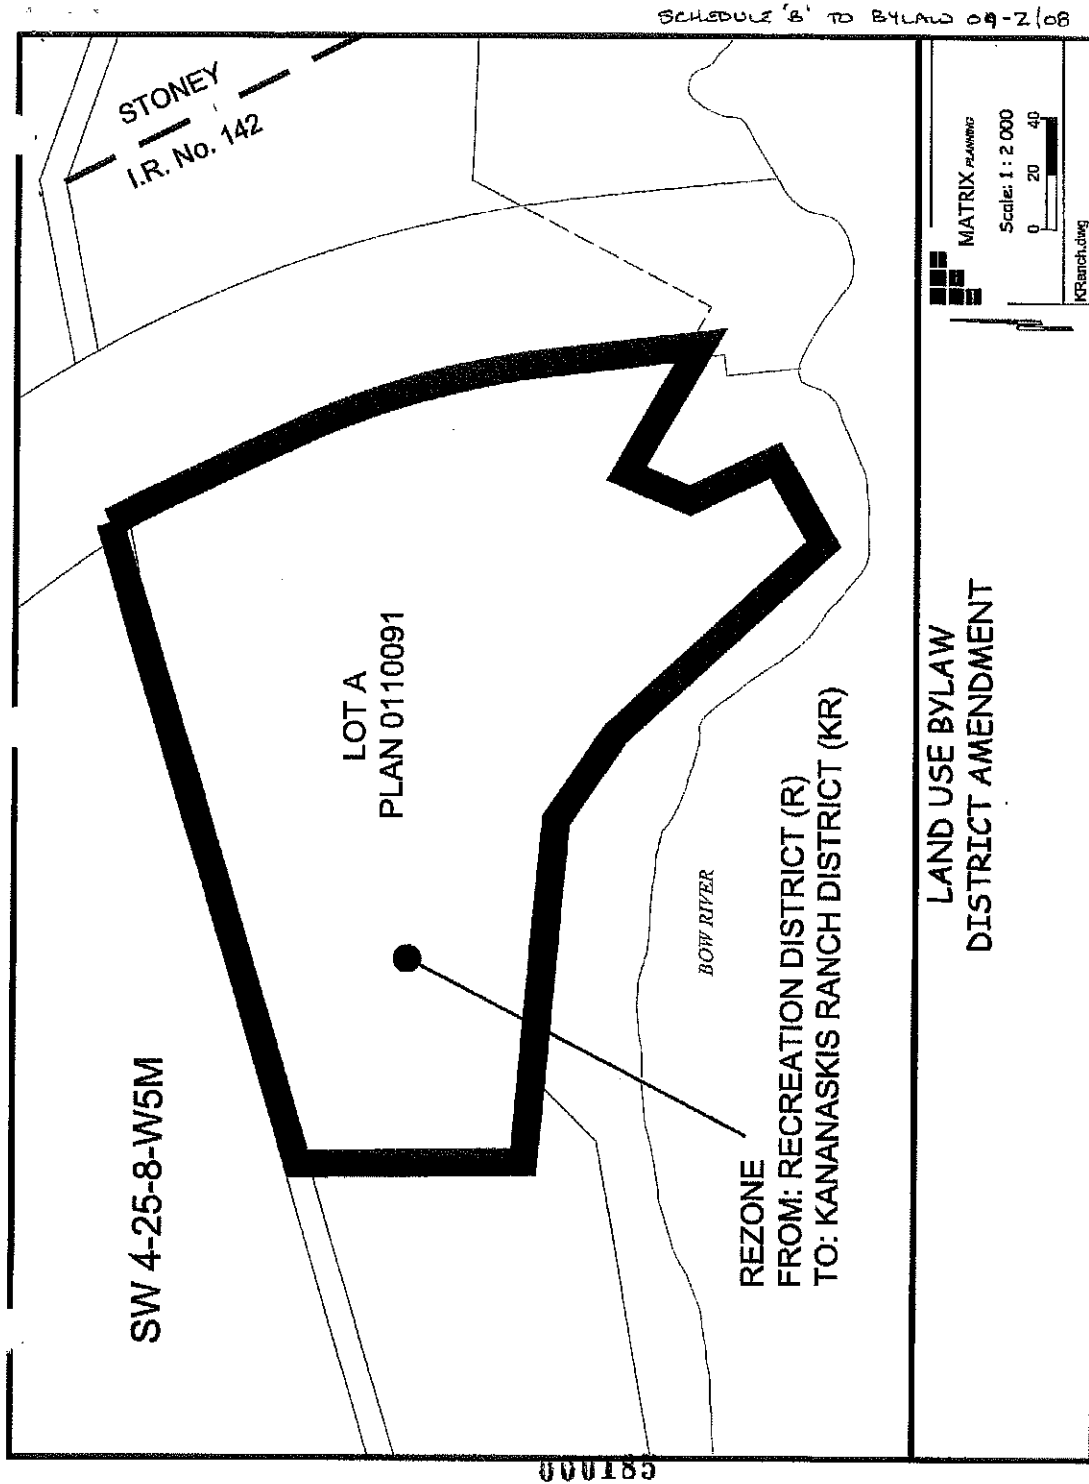 SCHEDULE 'B' TO BYLAW 09-2/08
STONEY
I.R. No. 142
SW 4-25-8-W5M
LOT A
PLAN 0110091
BOW RIVER
REZONE
FROM: RECREATION DISTRICT (R)
TO: KANANASKIS RANCH DISTRICT (KR)
LAND USE BYLAW
DISTRICT AMENDMENT
MATRIX PLANNING
Scale: 1 : 2 000
0 20 40
KRanch.dwg
000185